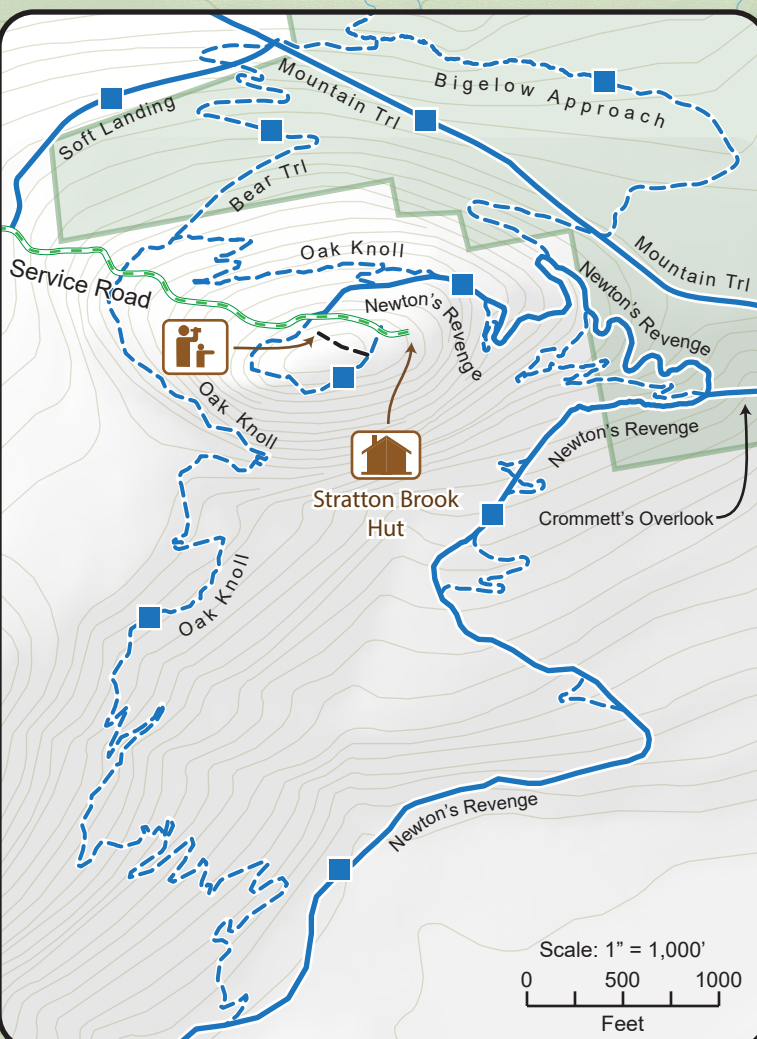 Bigelow Approach
Mountain Trl
Soft Landing
Bear Trl
Oak Knoll
Mountain Trl
Service Road
Newton's Revenge
Newton's Revenge
Oak Knoll
Newton's Revenge
Stratton Brook
Hut
Crommett's Overlook
Oak Knoll
Newton's Revenge
Scale: 1" = 1,000'
0 500 1000
Feet